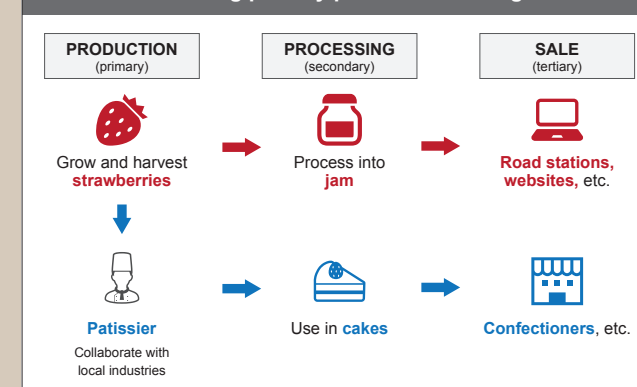 PRODUCTION
(primary)
PROCESSING
(secondary)
SALE
(tertiary)
Grow and harvest
strawberries
Process into
jam
Road stations,
websites, etc.
Patissier
Collaborate with
local industries
Use in cakes
Confectioners, etc.